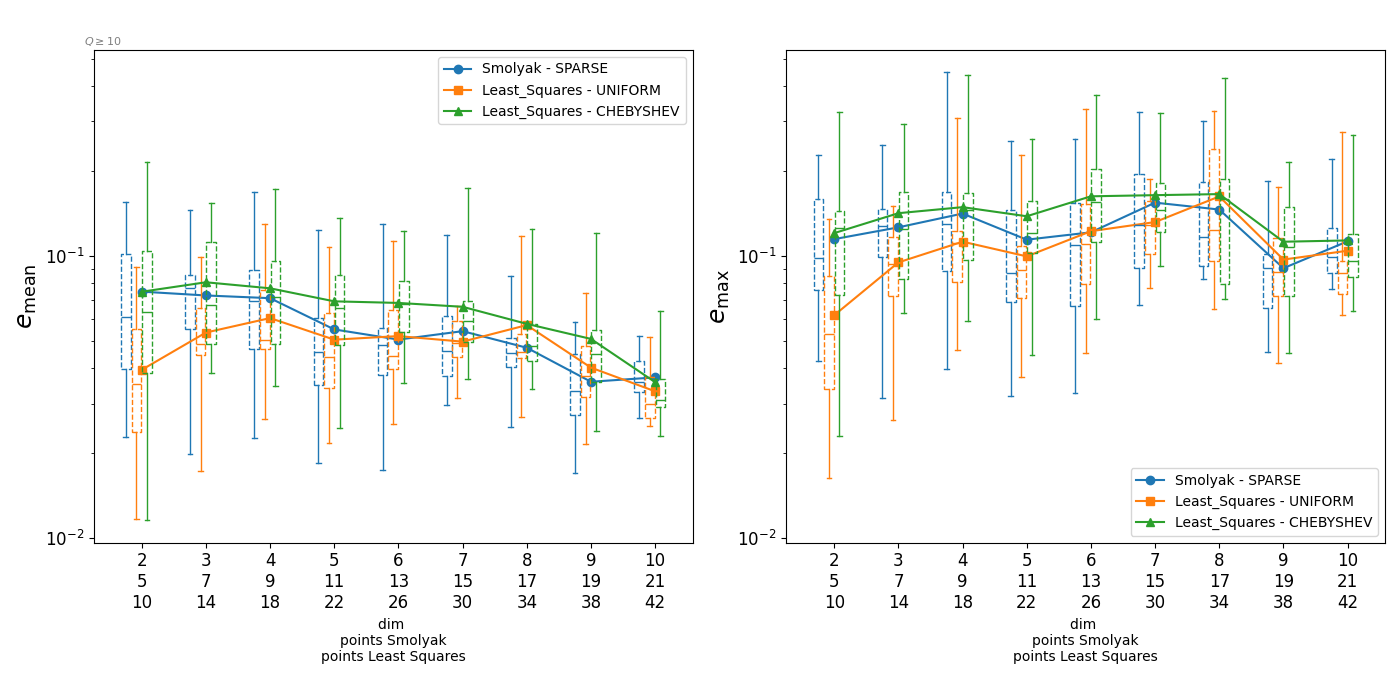 Q ≥ 10
Smolyak - SPARSE
Least_Squares - UNIFORM
Least_Squares - CHEBYSHEV
e_mean
10^−1
10^−2
2 3 4 5 6 7 8 9 10
5 7 9 11 13 15 17 19 21
10 14 18 22 26 30 34 38 42
dim
points Smolyak
points Least Squares
e_max
10^−1
10^−2
Smolyak - SPARSE
Least_Squares - UNIFORM
Least_Squares - CHEBYSHEV
2 3 4 5 6 7 8 9 10
5 7 9 11 13 15 17 19 21
10 14 18 22 26 30 34 38 42
dim
points Smolyak
points Least Squares